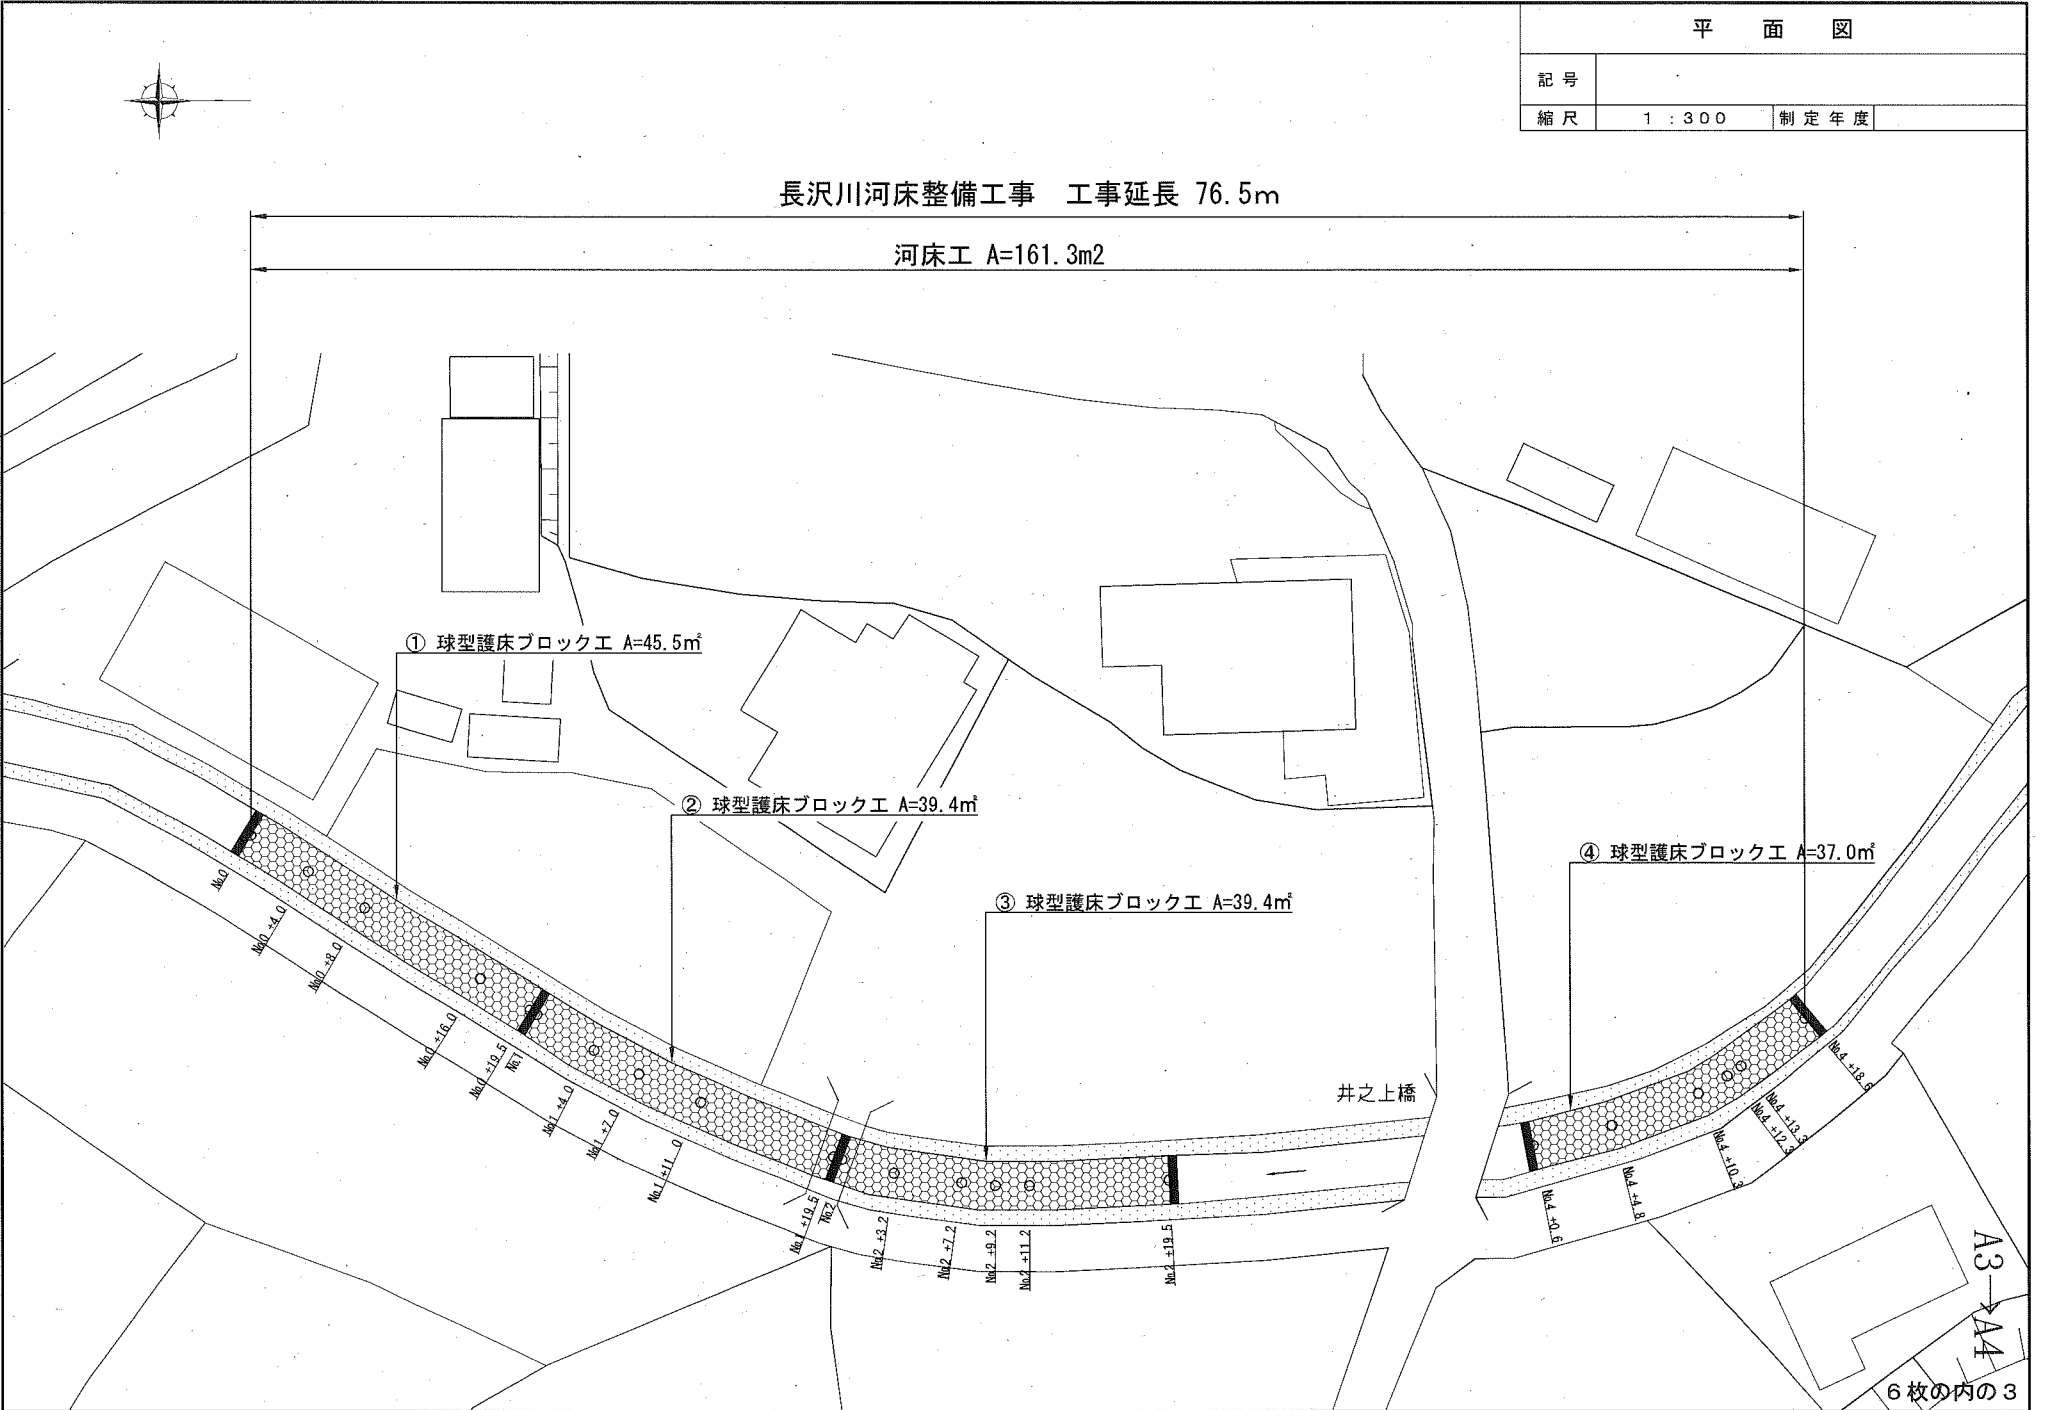 平面図
記号
縮尺 1:300 制定年度
長沢川河床整備工事 工事延長 76.5m
河床工 A=161.3m2
① 球型護床ブロック工 A=45.5㎡
② 球型護床ブロック工 A=39.4㎡
③ 球型護床ブロック工 A=39.4㎡
④ 球型護床ブロック工 A=37.0㎡
井之上橋
No.0
No.0 +4.0
No.0 +8.0
No.0 +16.0
No.0 +19.5
No.1
No.1 +4.0
No.1 +7.0
No.1 +11.0
No.1 +19.5
No.2
No.2 +3.2
No.2 +7.2
No.2 +9.2
No.2 +11.2
No.2 +19.5
No.4 +0.6
No.4 +4.8
No.4 +10.3
No.4 +12.3
No.4 +13.3
No.4 +18.6
A3→A4
6枚の内の3